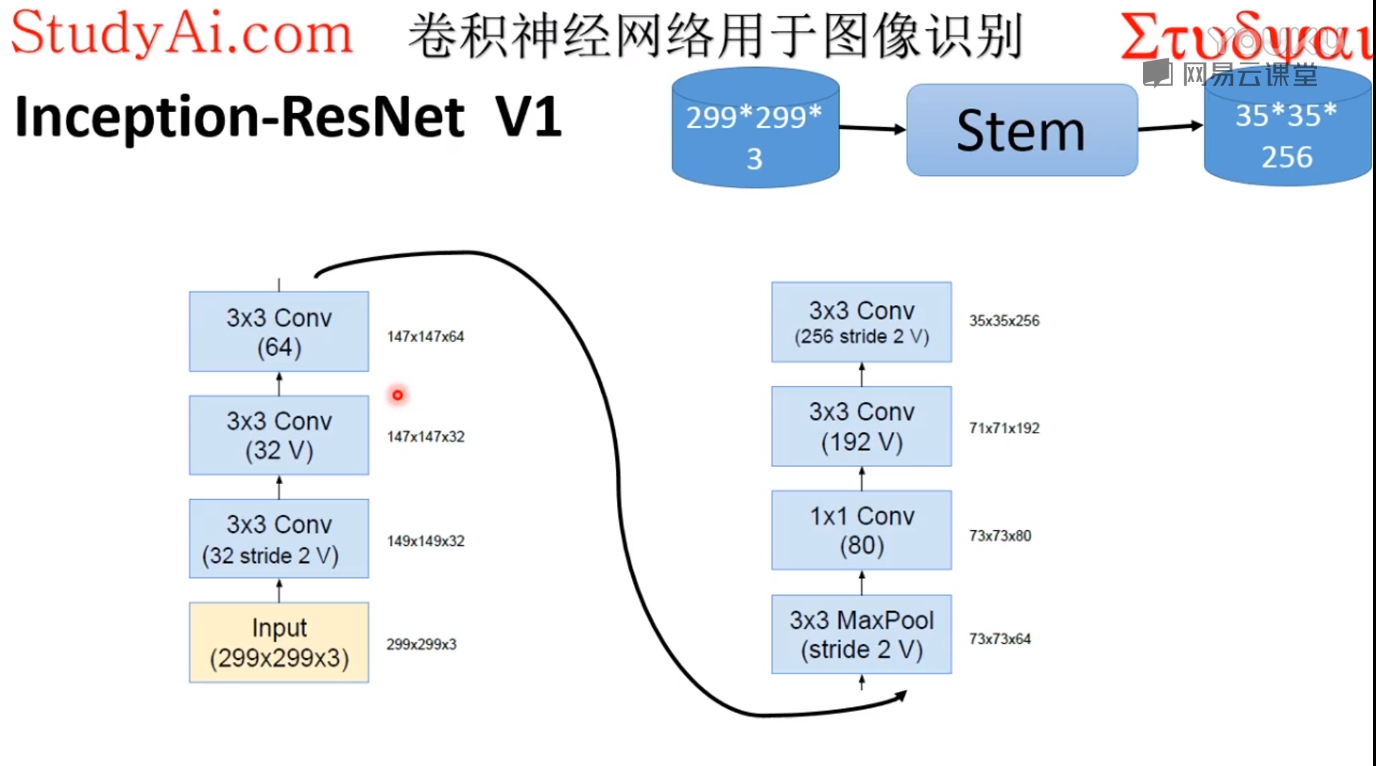 StudyAi.com
卷积神经网络用于图像识别
Στυδψαι
YOUKU
网易云课堂
Inception-ResNet V1
299*299*
3
Stem
35*35*
256
3x3 Conv
(64)
147x147x64
3x3 Conv
(32 V)
147x147x32
3x3 Conv
(32 stride 2 V)
149x149x32
Input
(299x299x3)
299x299x3
3x3 Conv
(256 stride 2 V)
35x35x256
3x3 Conv
(192 V)
71x71x192
1x1 Conv
(80)
73x73x80
3x3 MaxPool
(stride 2 V)
73x73x64